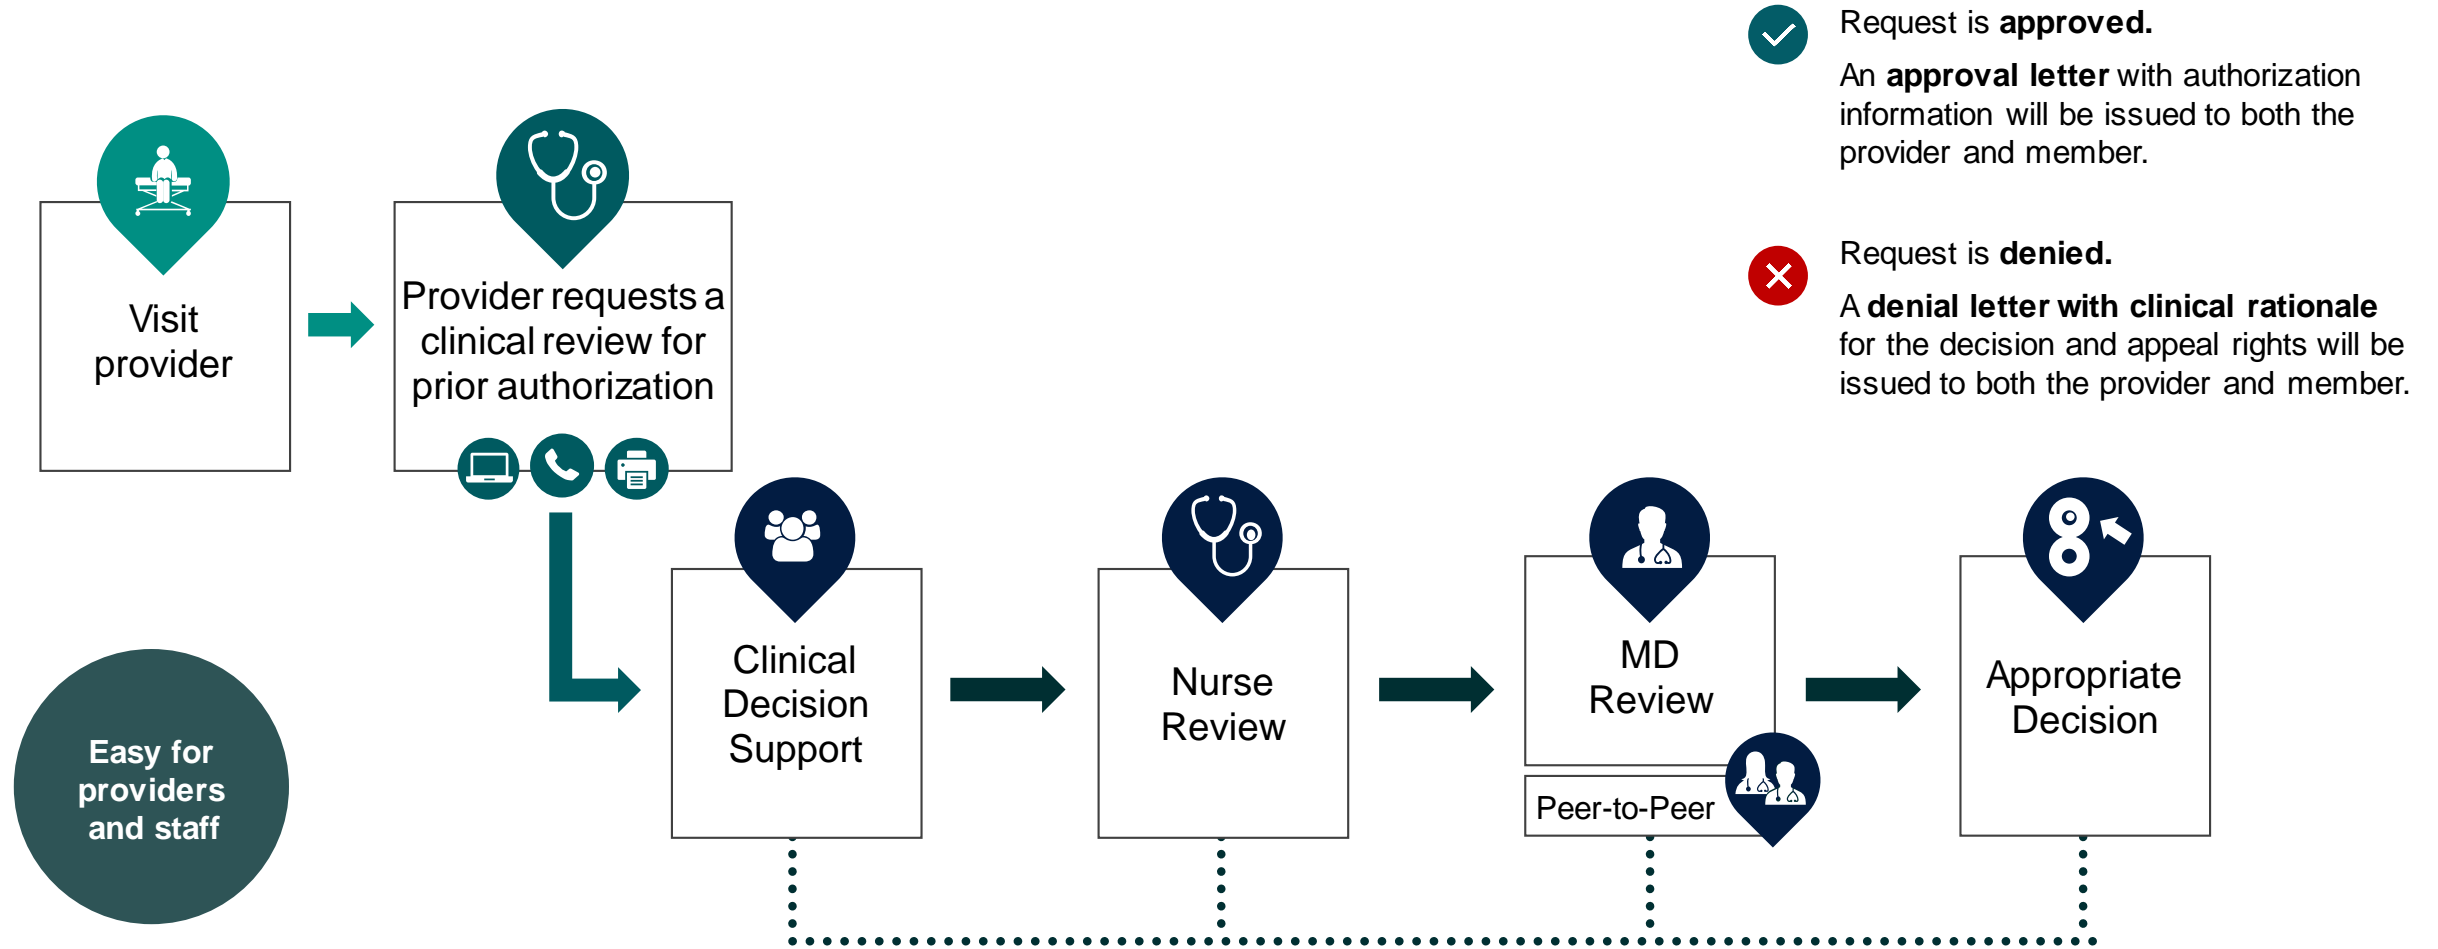 Request is approved.
An approval letter with authorization
information will be issued to both the
provider and member.
Request is denied.
A denial letter with clinical rationale
for the decision and appeal rights will be
issued to both the provider and member.
Visit
provider
Provider requests a
clinical review for
prior authorization
Clinical
Decision
Support
Nurse
Review
MD
Review
Peer-to-Peer
Appropriate
Decision
Easy for
providers
and staff